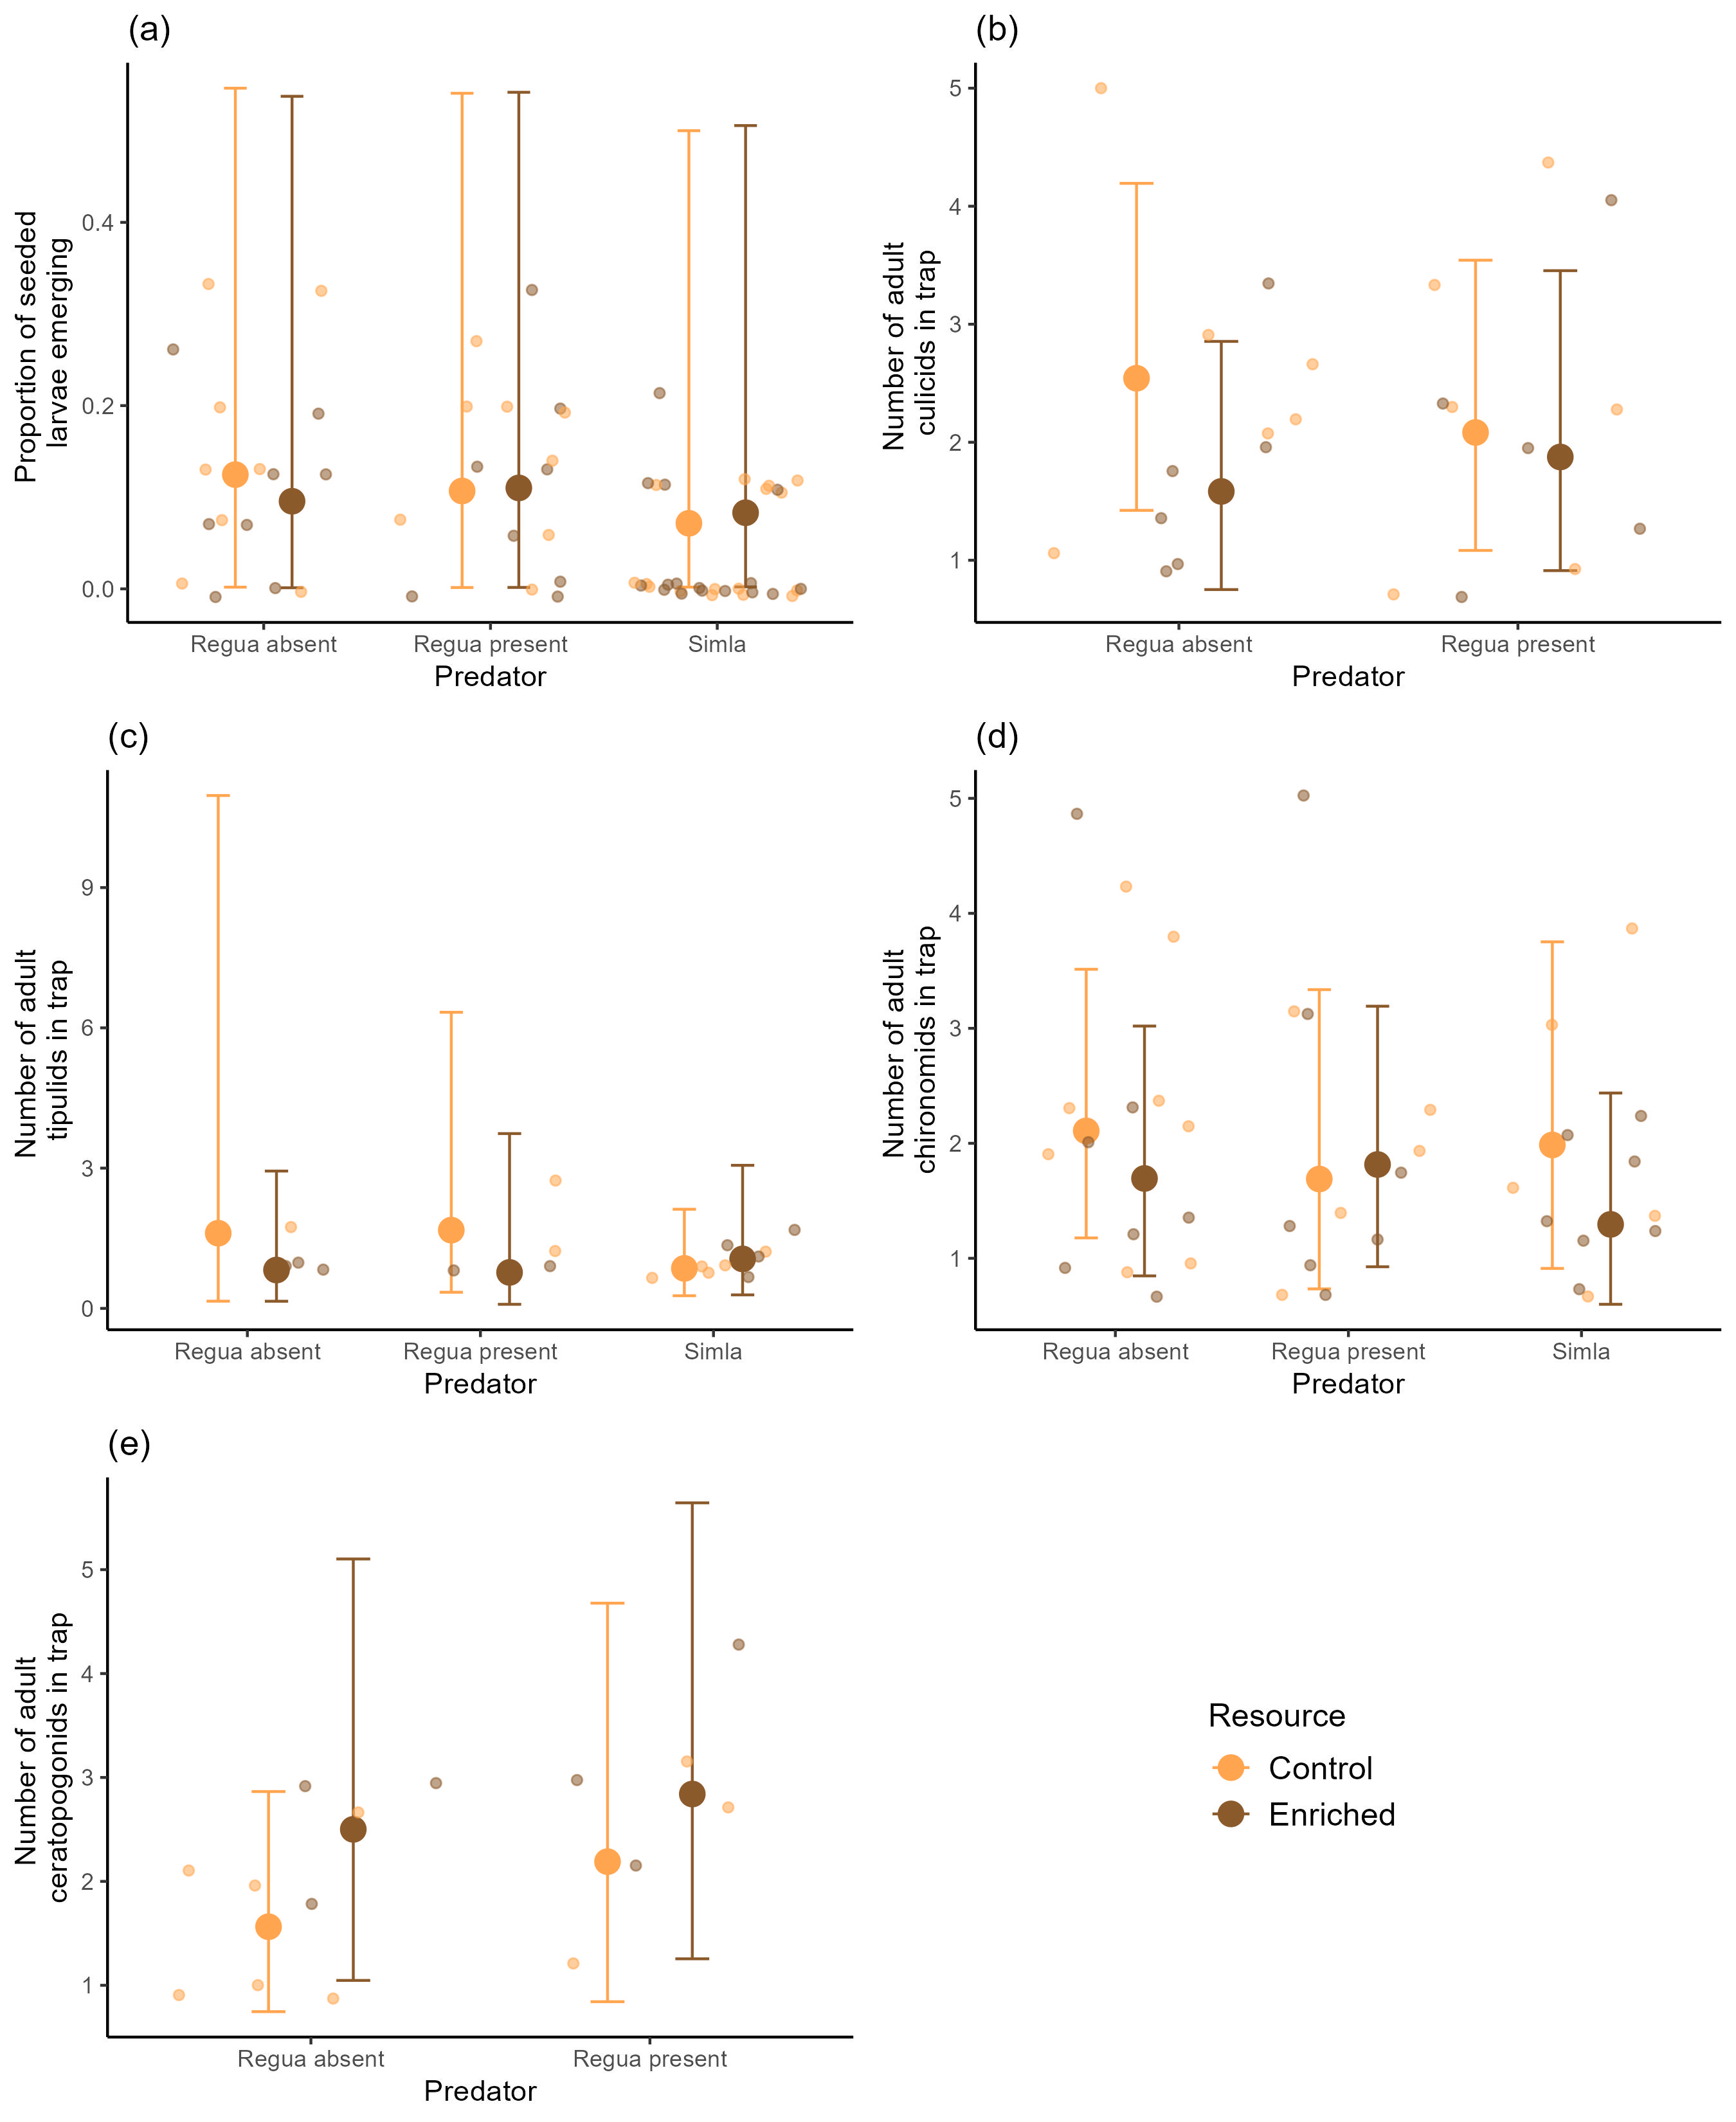 (a)
Proportion of seeded
larvae emerging
0.4
0.2
0.0
Regua absent
Regua present
Simla
Predator
(b)
Number of adult
culicids in trap
5
4
3
2
1
Regua absent
Regua present
Predator
(c)
Number of adult
tipulids in trap
9
6
3
0
Regua absent
Regua present
Simla
Predator
(d)
Number of adult
chironomids in trap
5
4
3
2
1
Regua absent
Regua present
Simla
Predator
(e)
Number of adult
ceratopogonids in trap
5
4
3
2
1
Regua absent
Regua present
Predator
Resource
Control
Enriched